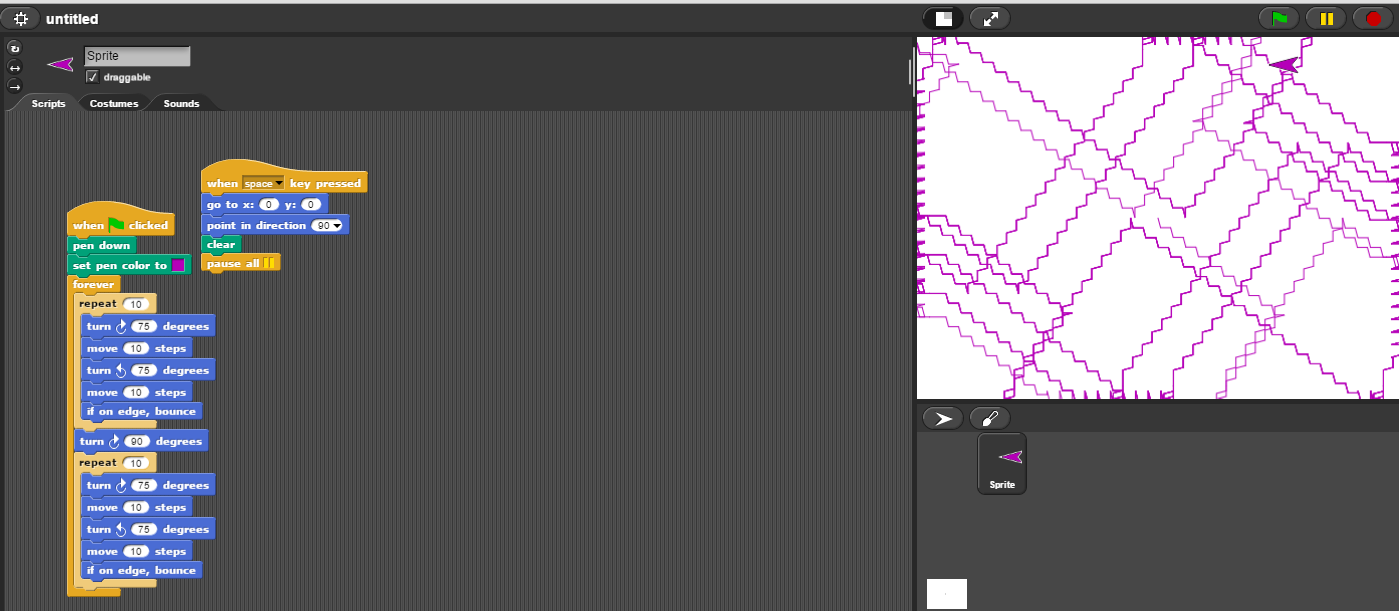 untitled
Sprite
draggable
Scripts Costumes Sounds
when space key pressed
go to x: 0 y: 0
point in direction 90
clear
pause all
when clicked
pen down
set pen color to
forever
repeat 10
turn 75 degrees
move 10 steps
turn 75 degrees
move 10 steps
if on edge, bounce
turn 90 degrees
repeat 10
turn 75 degrees
move 10 steps
turn 75 degrees
move 10 steps
if on edge, bounce
Sprite